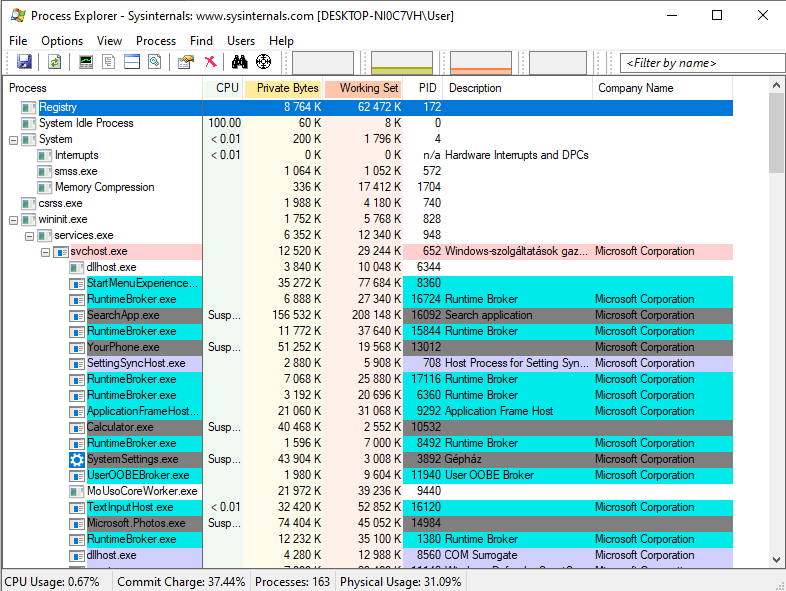 Process Explorer - Sysinternals: www.sysinternals.com [DESKTOP-NI0C7VH\User]
File Options View Process Find Users Help
<Filter by name>
Process CPU Private Bytes Working Set PID Description Company Name
Registry 8 764 K 62 472 K 172
System Idle Process 100.00 60 K 8 K 0
System < 0.01 200 K 1 796 K 4
Interrupts < 0.01 0 K 0 K n/a Hardware Interrupts and DPCs
smss.exe 1 064 K 1 052 K 572
Memory Compression 336 K 17 412 K 1704
csrss.exe 1 988 K 4 180 K 740
wininit.exe 1 752 K 5 768 K 828
services.exe 6 352 K 12 340 K 948
svchost.exe 12 520 K 29 244 K 652 Windows-szolgáltatások gaz... Microsoft Corporation
dllhost.exe 3 840 K 10 048 K 6344
StartMenuExperience... 35 272 K 77 684 K 8360
RuntimeBroker.exe 6 888 K 27 340 K 16724 Runtime Broker Microsoft Corporation
SearchApp.exe Susp... 156 532 K 208 148 K 16092 Search application Microsoft Corporation
RuntimeBroker.exe 11 772 K 37 640 K 15844 Runtime Broker Microsoft Corporation
YourPhone.exe Susp... 51 252 K 19 568 K 13012
SettingSyncHost.exe 2 880 K 5 908 K 708 Host Process for Setting Syn... Microsoft Corporation
RuntimeBroker.exe 7 068 K 25 880 K 17116 Runtime Broker Microsoft Corporation
RuntimeBroker.exe 3 192 K 20 696 K 6360 Runtime Broker Microsoft Corporation
ApplicationFrameHost... 21 060 K 31 068 K 9292 Application Frame Host Microsoft Corporation
Calculator.exe Susp... 40 468 K 2 552 K 10532
RuntimeBroker.exe 1 596 K 7 000 K 8492 Runtime Broker Microsoft Corporation
SystemSettings.exe Susp... 43 904 K 3 008 K 3892 Gépház Microsoft Corporation
UserOOBEBroker.exe 1 980 K 9 604 K 11940 User OOBE Broker Microsoft Corporation
MoUsoCoreWorker.exe 21 972 K 39 236 K 9440
TextInputHost.exe < 0.01 32 420 K 52 852 K 16120 Microsoft Corporation
Microsoft.Photos.exe Susp... 74 404 K 45 052 K 14984
RuntimeBroker.exe 12 232 K 35 100 K 1380 Runtime Broker Microsoft Corporation
dllhost.exe 4 280 K 12 988 K 8560 COM Surrogate Microsoft Corporation
CPU Usage: 0.67% Commit Charge: 37.44% Processes: 163 Physical Usage: 31.09%